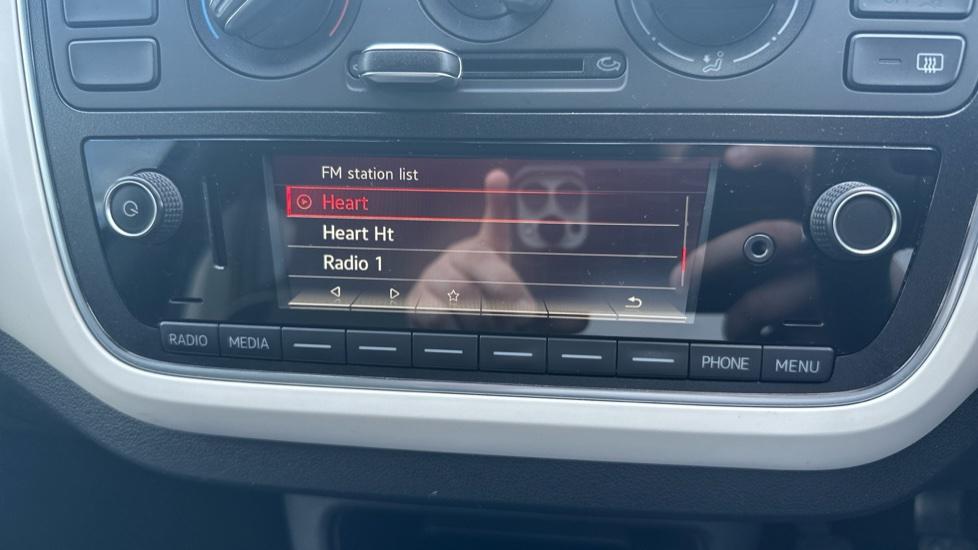 FM station list
Heart
Heart Ht
Radio 1
RADIO MEDIA PHONE MENU